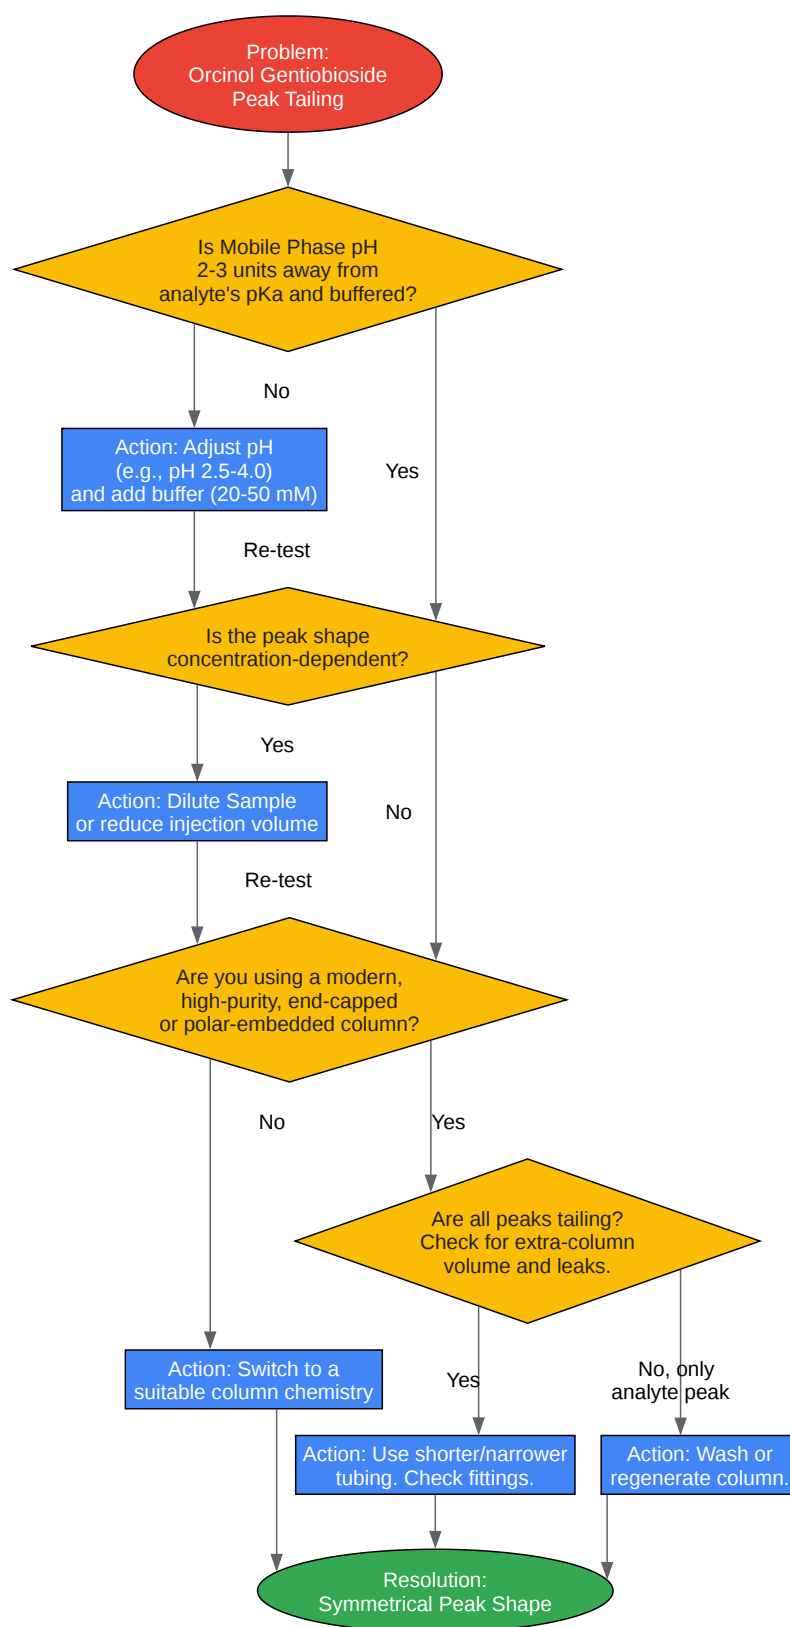 Problem:
Orcinol Gentiobioside
Peak Tailing
Is Mobile Phase pH
2-3 units away from
analyte's pKa and buffered?
No
Action: Adjust pH
(e.g., pH 2.5-4.0)
and add buffer (20-50 mM)
Yes
Re-test
Is the peak shape
concentration-dependent?
Yes
Action: Dilute Sample
or reduce injection volume
No
Re-test
Are you using a modern,
high-purity, end-capped
or polar-embedded column?
No
Yes
Are all peaks tailing?
Check for extra-column
volume and leaks.
Action: Switch to a
suitable column chemistry
Yes
No, only
analyte peak
Action: Use shorter/narrower
tubing. Check fittings.
Action: Wash or
regenerate column.
Resolution:
Symmetrical Peak Shape